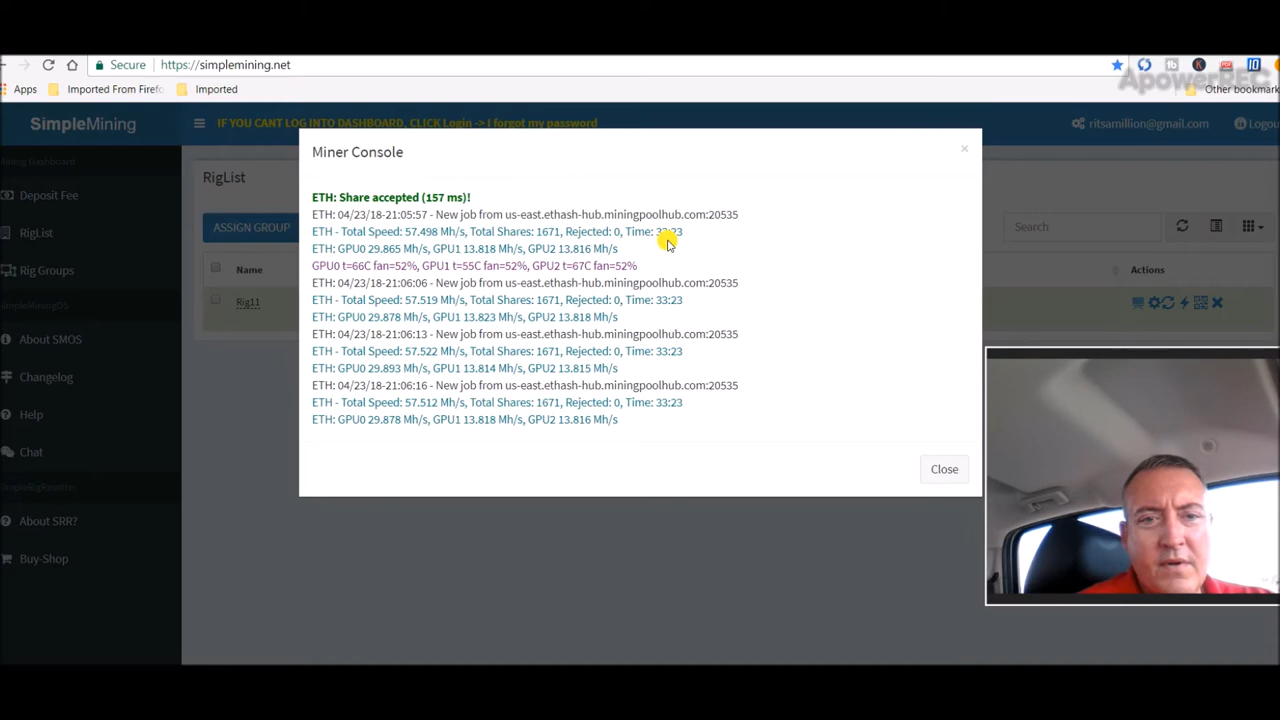 Secure https://simplemining.net
ApowerREC
Apps Imported From Firefo Imported Other bookmark
SimpleMining IF YOU CANT LOG INTO DASHBOARD, CLICK Login -> I forgot my password ritsamillion@gmail.com Logou
Mining Dashboard
Deposit Fee
RigList
Rig Groups
SimpleMiningOS
About SMOS
Changelog
Help
Chat
SimpleRigResetter
About SRR?
Buy-Shop
RigList
ASSIGN GROUP Search
Name Actions
Rig11
Miner Console ×
ETH: Share accepted (157 ms)!
ETH: 04/23/18-21:05:57 - New job from us-east.ethash-hub.miningpoolhub.com:20535
ETH - Total Speed: 57.498 Mh/s, Total Shares: 1671, Rejected: 0, Time: 33:23
ETH: GPU0 29.865 Mh/s, GPU1 13.818 Mh/s, GPU2 13.816 Mh/s
GPU0 t=66C fan=52%, GPU1 t=55C fan=52%, GPU2 t=67C fan=52%
ETH: 04/23/18-21:06:06 - New job from us-east.ethash-hub.miningpoolhub.com:20535
ETH - Total Speed: 57.519 Mh/s, Total Shares: 1671, Rejected: 0, Time: 33:23
ETH: GPU0 29.878 Mh/s, GPU1 13.823 Mh/s, GPU2 13.818 Mh/s
ETH: 04/23/18-21:06:13 - New job from us-east.ethash-hub.miningpoolhub.com:20535
ETH - Total Speed: 57.522 Mh/s, Total Shares: 1671, Rejected: 0, Time: 33:23
ETH: GPU0 29.893 Mh/s, GPU1 13.814 Mh/s, GPU2 13.815 Mh/s
ETH: 04/23/18-21:06:16 - New job from us-east.ethash-hub.miningpoolhub.com:20535
ETH - Total Speed: 57.512 Mh/s, Total Shares: 1671, Rejected: 0, Time: 33:23
ETH: GPU0 29.878 Mh/s, GPU1 13.818 Mh/s, GPU2 13.816 Mh/s
Close